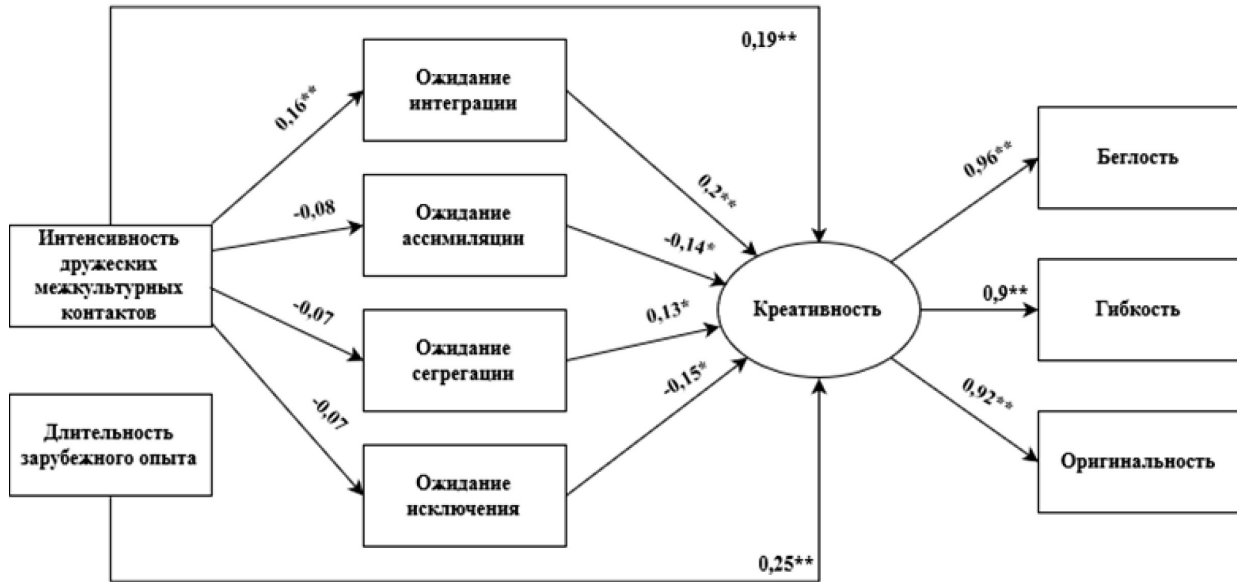 0,19**
Ожидание
интеграции
0,16**
0,2**
Беглость
0,96**
Ожидание
ассимиляции
-0,08
-0,14*
Интенсивность
дружеских
межкультурных
контактов
Креативность
0,9**
Гибкость
-0,07
0,13*
Ожидание
сегрегации
-0,07
-0,15*
0,92**
Длительность
зарубежного опыта
Оригинальность
Ожидание
исключения
0,25**